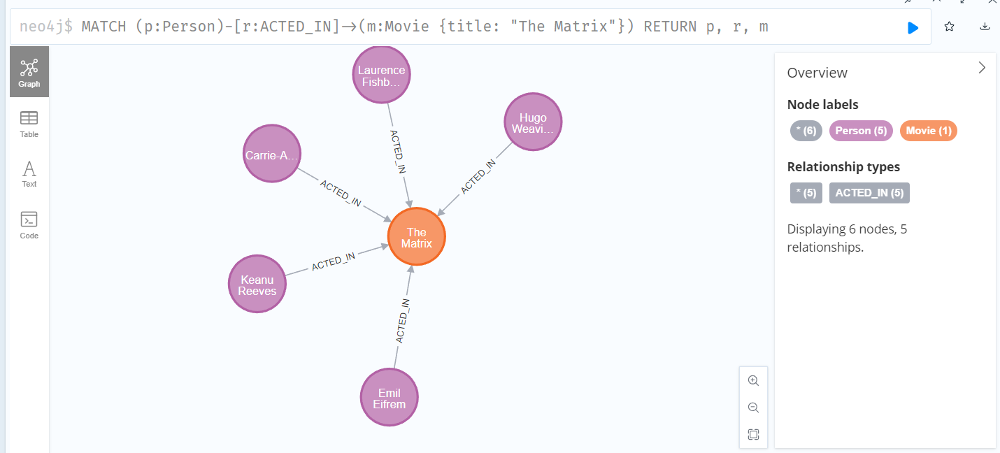 neo4j$ MATCH (p:Person)-[r:ACTED_IN]→(m:Movie {title: "The Matrix"}) RETURN p, r, m
Graph
Table
Text
Code
Laurence
Fishb...
Hugo
Weavi...
Carrie-A...
ACTED_IN
ACTED_IN
ACTED_IN
The
Matrix
ACTED_IN
Keanu
Reeves
ACTED_IN
Emil
Eifrem
Overview
Node labels
* (6) Person (5) Movie (1)
Relationship types
* (5) ACTED_IN (5)
Displaying 6 nodes, 5
relationships.